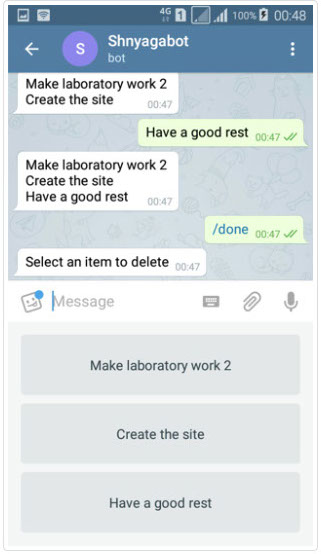 4G 1 100% 00:48
S Shnyagabot
bot
Make laboratory work 2
Create the site 00:47
Have a good rest 00:47
Make laboratory work 2
Create the site
Have a good rest 00:47
/done 00:47
Select an item to delete 00:47
Message
Make laboratory work 2
Create the site
Have a good rest